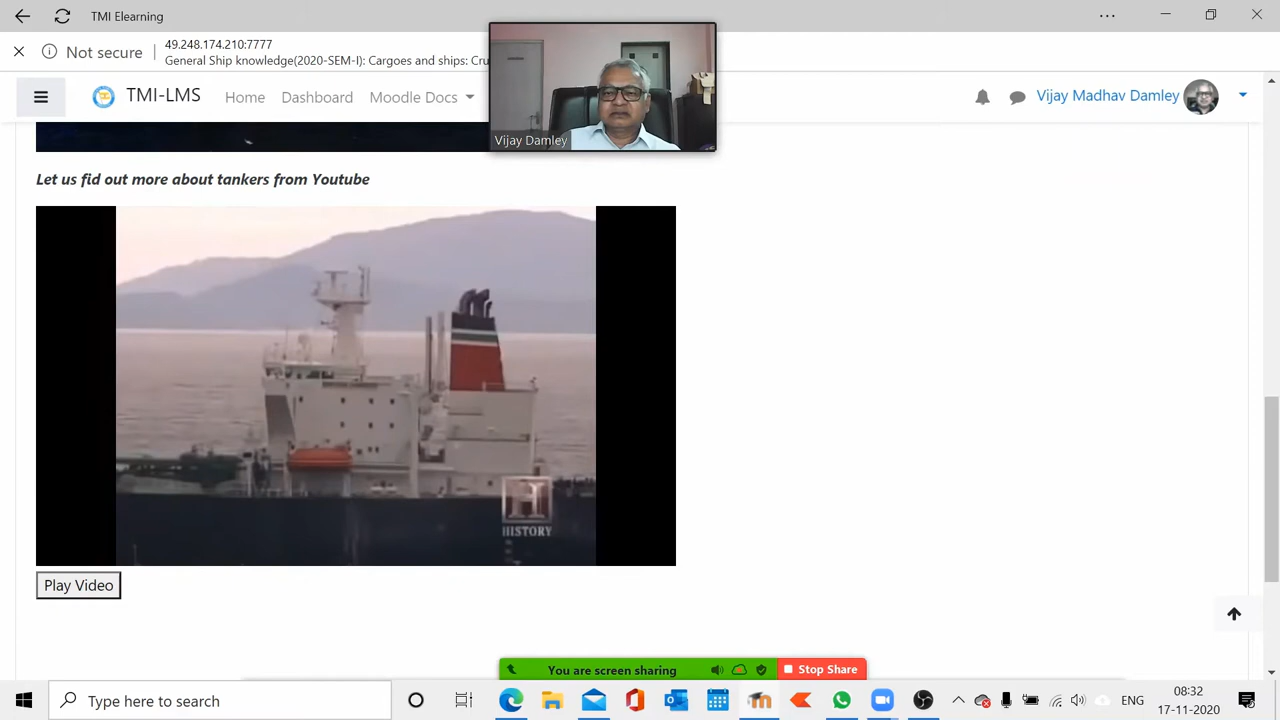 TMI Elearning
Not secure
49.248.174.210:7777
General Ship knowledge(2020-SEM-I): Cargoes and ships: Cru
TMI-LMS
Home
Dashboard
Moodle Docs
Vijay Damley
Vijay Madhav Damley
Let us fid out more about tankers from Youtube
H
HISTORY
Play Video
You are screen sharing
Stop Share
Type here to search
ENG
08:32
17-11-2020